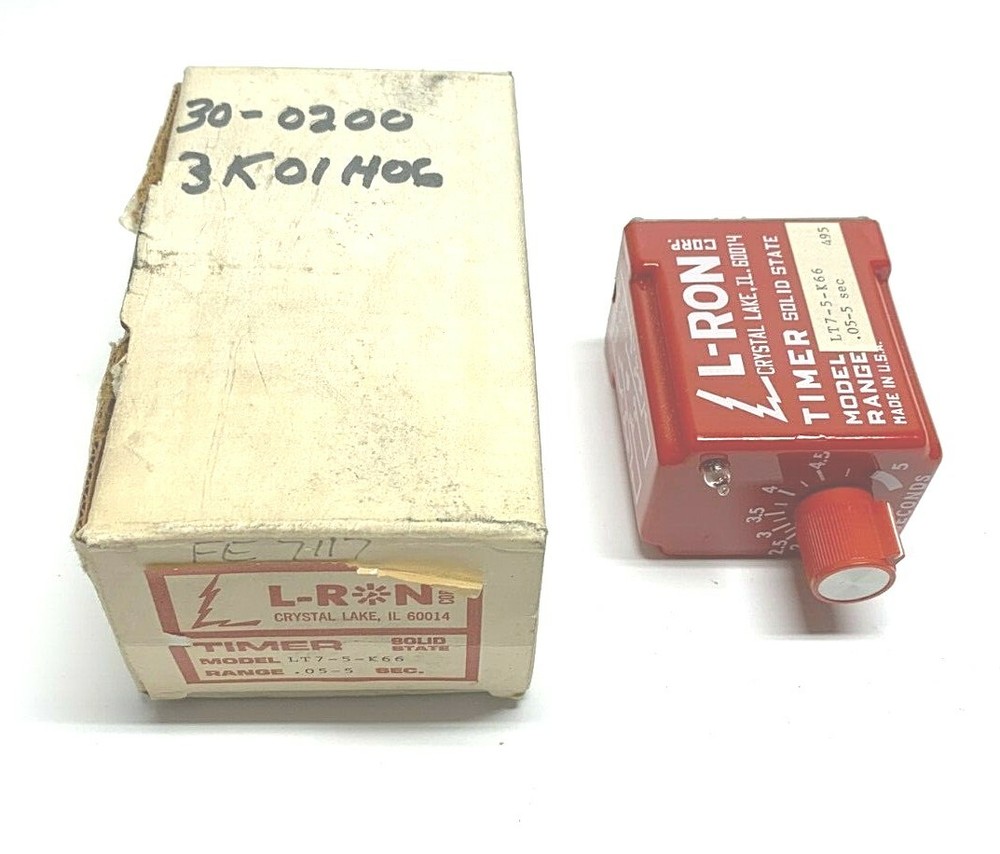 30-0200
3K01H06
FE 7117
L-RON CORP
CRYSTAL LAKE, IL 60014
TIMER SOLID STATE
MODEL LT7-5-K66
RANGE .05-5 SEC.
L-RON CORP.
CRYSTAL LAKE, IL. 60014
TIMER SOLID STATE
MODEL LT7-5-K66 495
RANGE .05-5 sec
MADE IN U.S.A.
2.5 3 3.5 4 4.5 5